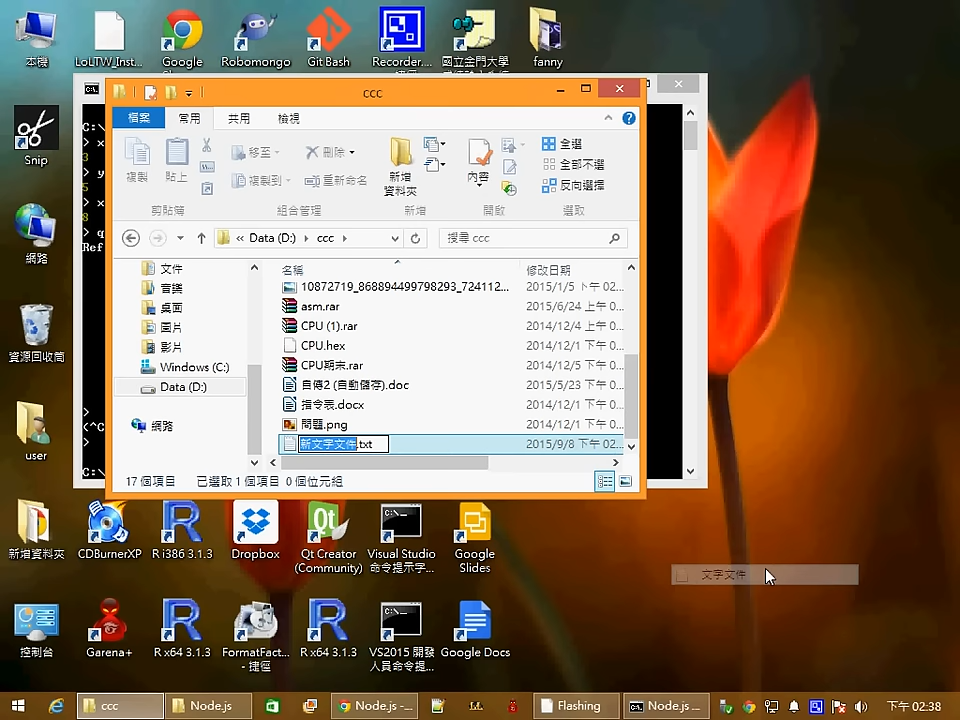 本機
LoLTW_Inst...
Google
Robomongo
Git Bash
Recorder...
國立金門大學
fanny
Snip
網路
資源回收筒
user
新增資料夾
CDBurnerXP
R i386 3.1.3
Dropbox
Qt Creator
(Community)
Visual Studio
命令提示字...
Google
Slides
控制台
Garena+
R x64 3.1.3
FormatFact...
- 捷徑
R x64 3.1.3
VS2015 開發
人員命令提...
Google Docs
C:\
> x
3
> y
5
> x
8
> q
Ref
>
(^C
>
C:\
ccc
檔案
常用
共用
檢視
複製
貼上
移至
複製到
刪除
重新命名
新增
資料夾
內容
全選
全部不選
反向選擇
剪貼簿
組合管理
新增
開啟
選取
« Data (D:) ccc
搜尋 ccc
文件
音樂
桌面
圖片
影片
Windows (C:)
Data (D:)
網路
名稱 修改日期
10872719_868894499798293_724112... 2015/1/5 下午 02...
asm.rar 2015/6/24 上午 0...
CPU (1).rar 2014/12/4 上午 0...
CPU.hex 2014/12/1 下午 0...
CPU期末.rar 2014/12/5 下午 0...
自傳2 (自動儲存).doc 2015/5/23 下午 0...
指令表.docx 2014/12/1 下午 0...
問題.png 2014/12/1 下午 0...
新文字文件.txt 2015/9/8 下午 02...
17 個項目 已選取 1 個項目 0 個位元組
文字文件
ccc
Node.js
Node.js -...
Flashing
Node.js ...
下午 02:38